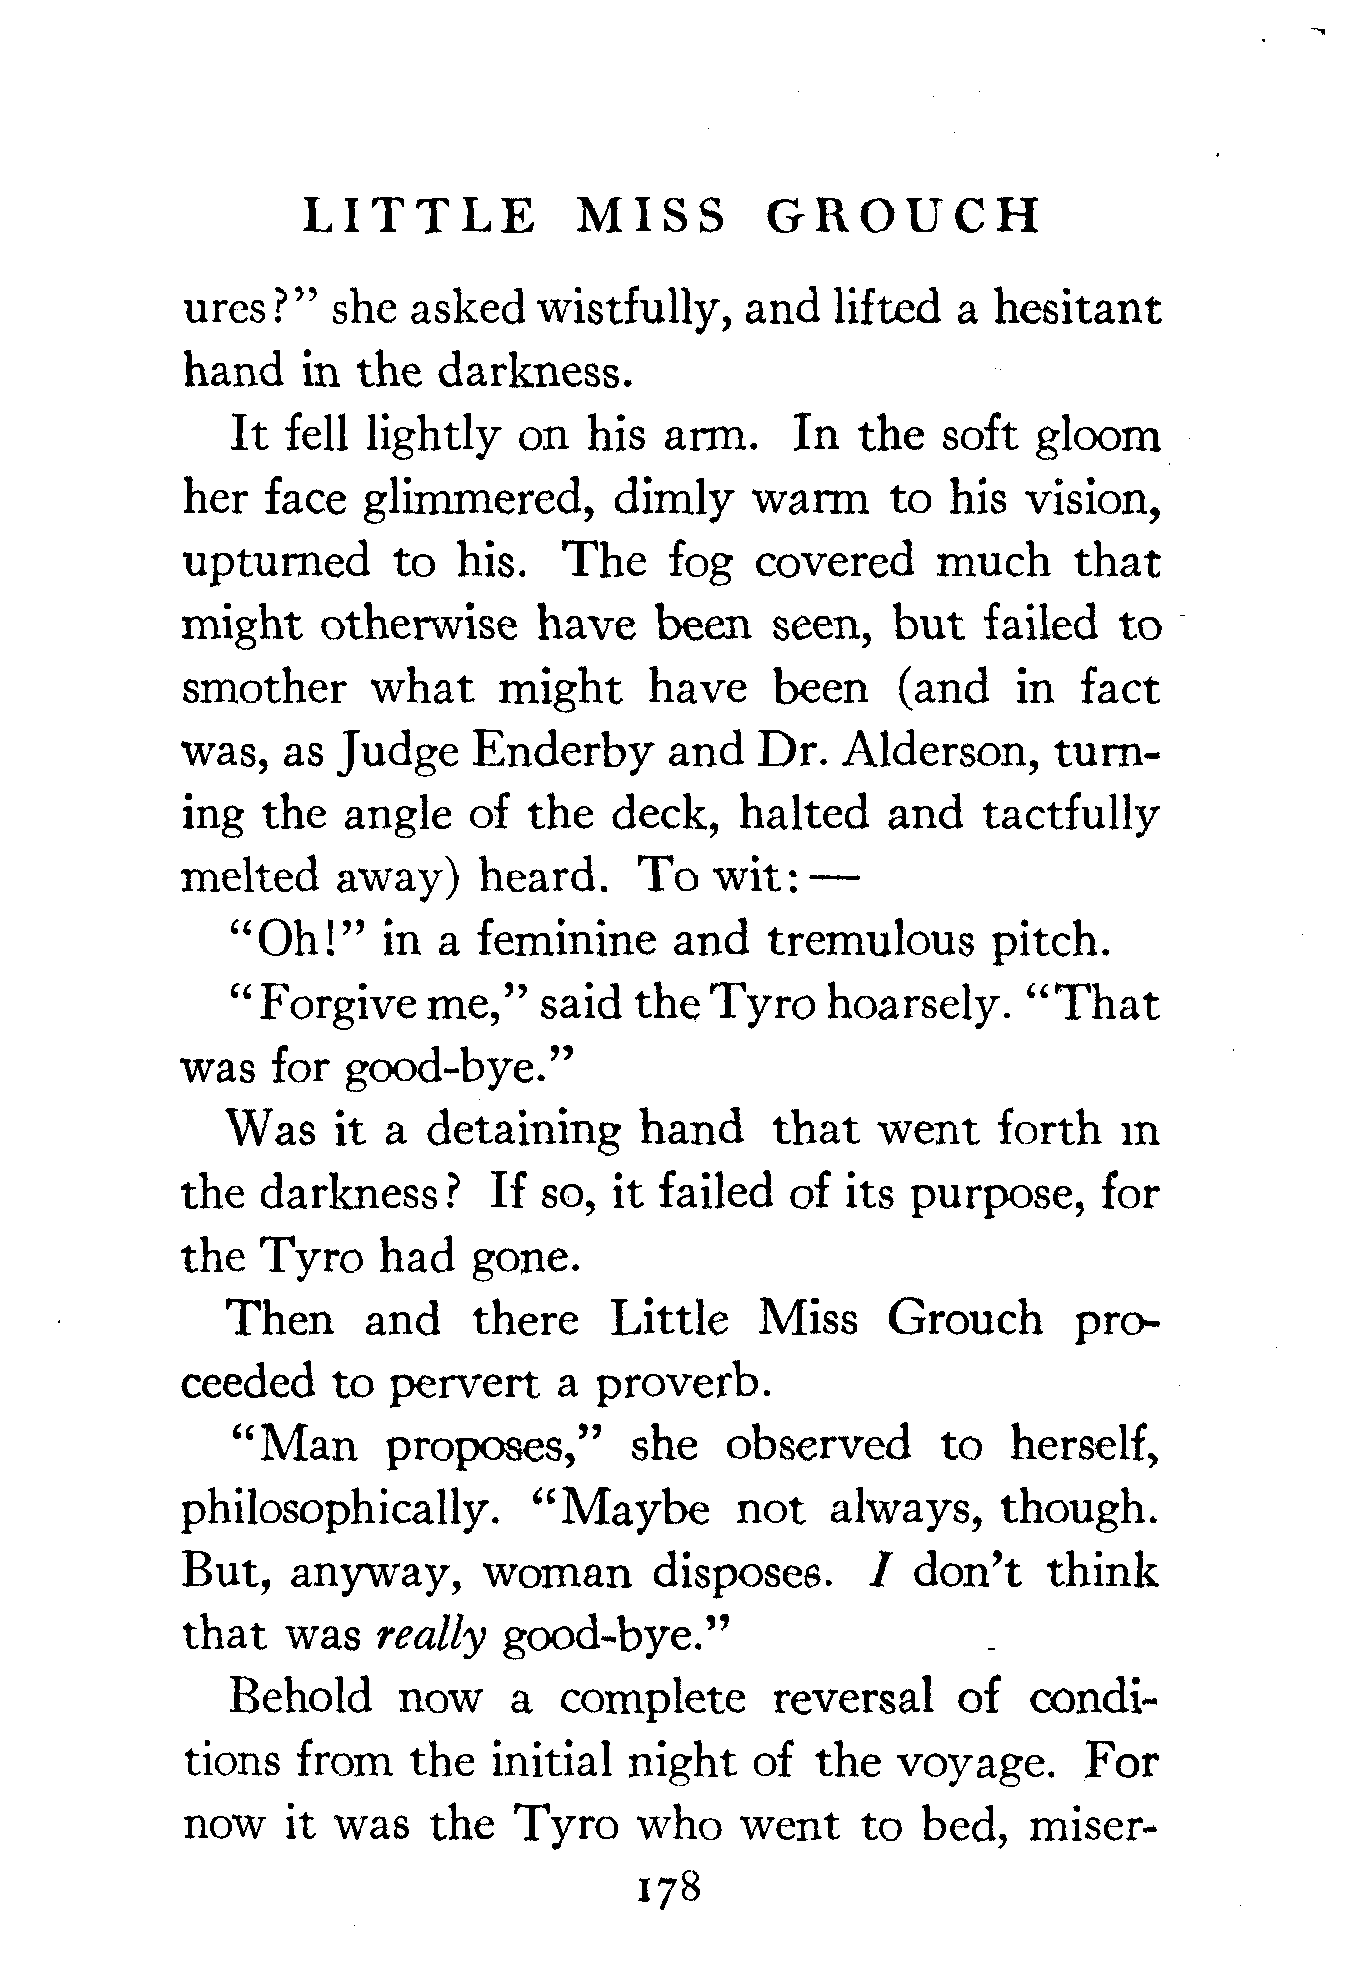 LITTLE MISS GROUCH
ures?" she asked wistfully, and lifted a hesitant
hand in the darkness.
It fell lightly on his arm. In the soft gloom
her face glimmered, dimly warm to his vision,
upturned to his. The fog covered much that
might otherwise have been seen, but failed to
smother what might have been (and in fact
was, as Judge Enderby and Dr. Alderson, turn-
ing the angle of the deck, halted and tactfully
melted away) heard. To wit: —
"Oh!" in a feminine and tremulous pitch.
"Forgive me," said the Tyro hoarsely. "That
was for good-bye."
Was it a detaining hand that went forth in
the darkness? If so, it failed of its purpose, for
the Tyro had gone.
Then and there Little Miss Grouch pro-
ceeded to pervert a proverb.
"Man proposes," she observed to herself,
philosophically. "Maybe not always, though.
But, anyway, woman disposes. I don't think
that was really good-bye."
Behold now a complete reversal of condi-
tions from the initial night of the voyage. For
now it was the Tyro who went to bed, miser-
178